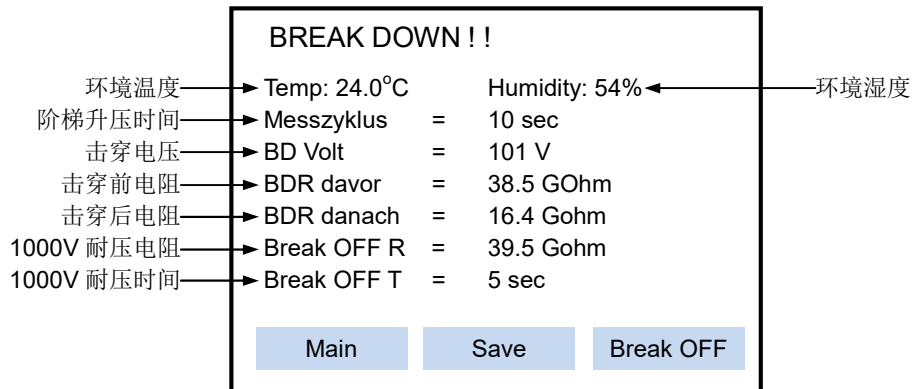 BREAK DOWN ! !
环境温度 Temp: 24.0°C Humidity: 54% 环境湿度
阶梯升压时间 Messzyklus = 10 sec
击穿电压 BD Volt = 101 V
击穿前电阻 BDR davor = 38.5 GOhm
击穿后电阻 BDR danach = 16.4 Gohm
1000V 耐压电阻 Break OFF R = 39.5 Gohm
1000V 耐压时间 Break OFF T = 5 sec
Main Save Break OFF